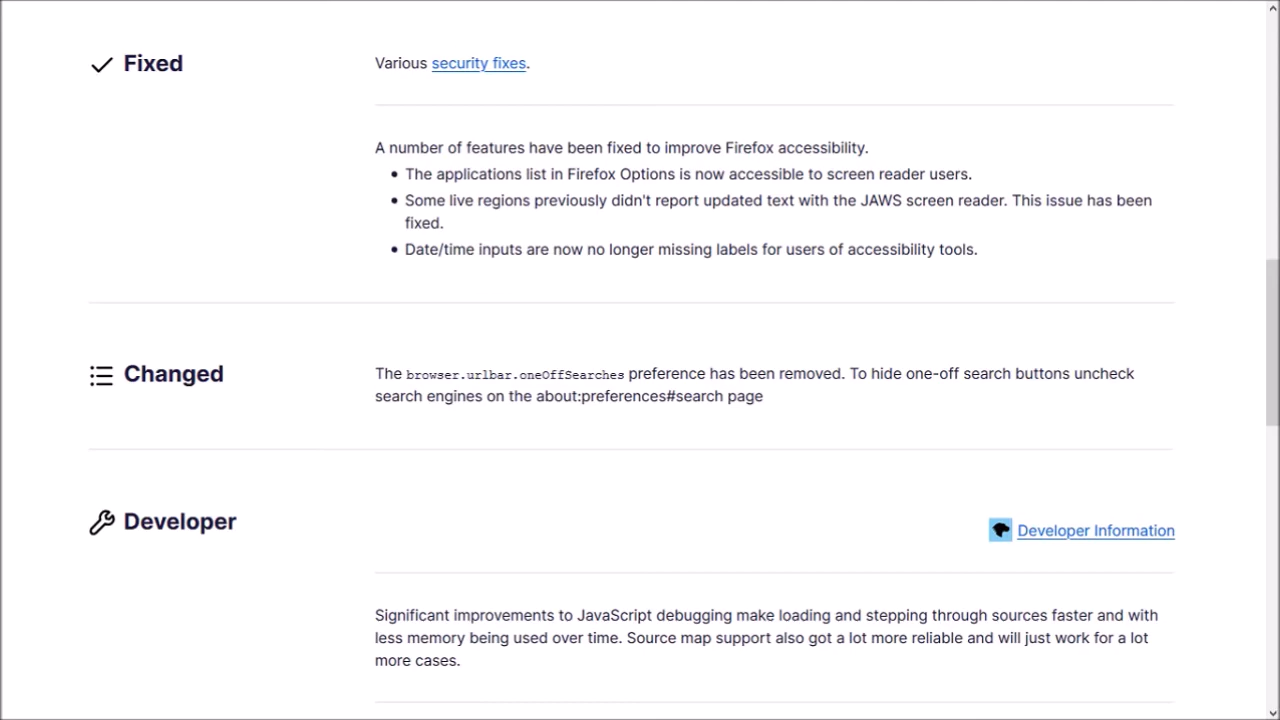 Fixed
Various security fixes.
A number of features have been fixed to improve Firefox accessibility.
• The applications list in Firefox Options is now accessible to screen reader users.
• Some live regions previously didn't report updated text with the JAWS screen reader. This issue has been
fixed.
• Date/time inputs are now no longer missing labels for users of accessibility tools.
Changed
The browser.urlbar.oneOffSearches preference has been removed. To hide one-off search buttons uncheck
search engines on the about:preferences#search page
Developer
Developer Information
Significant improvements to JavaScript debugging make loading and stepping through sources faster and with
less memory being used over time. Source map support also got a lot more reliable and will just work for a lot
more cases.